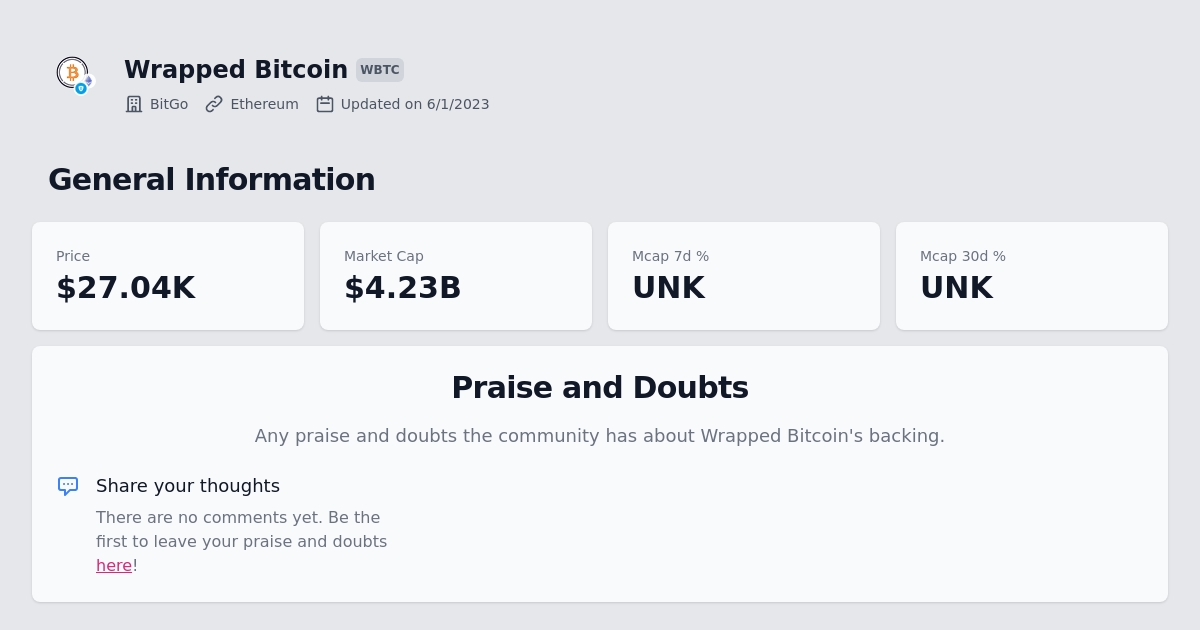 Wrapped Bitcoin WBTC
BitGo Ethereum Updated on 6/1/2023
General Information
Price
$27.04K
Market Cap
$4.23B
Mcap 7d %
UNK
Mcap 30d %
UNK
Praise and Doubts
Any praise and doubts the community has about Wrapped Bitcoin's backing.
Share your thoughts
There are no comments yet. Be the
first to leave your praise and doubts
here!